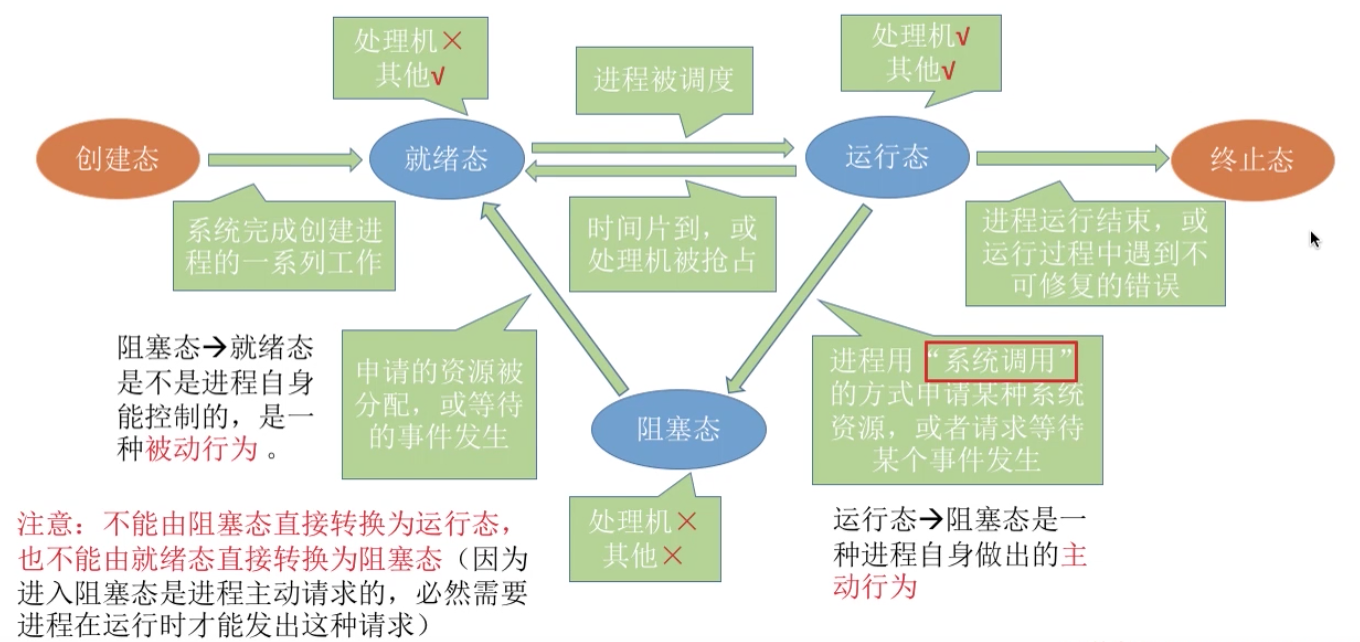 处理机×
其他√
进程被调度
处理机√
其他√
创建态
就绪态
运行态
终止态
系统完成创建进
程的一系列工作
时间片到，或
处理机被抢占
进程运行结束，或
运行过程中遇到不
可修复的错误
阻塞态→就绪态
是不是进程自身
能控制的，是一
种被动行为。
申请的资源被
分配，或等待
的事件发生
阻塞态
进程用“系统调用”
的方式申请某种系统
资源，或者请求等待
某个事件发生
处理机×
其他×
注意：不能由阻塞态直接转换为运行态，
也不能由就绪态直接转换为阻塞态（因为
进入阻塞态是进程主动请求的，必然需要
进程在运行时才能发出这种请求）
运行态→阻塞态是一
种进程自身做出的主
动行为